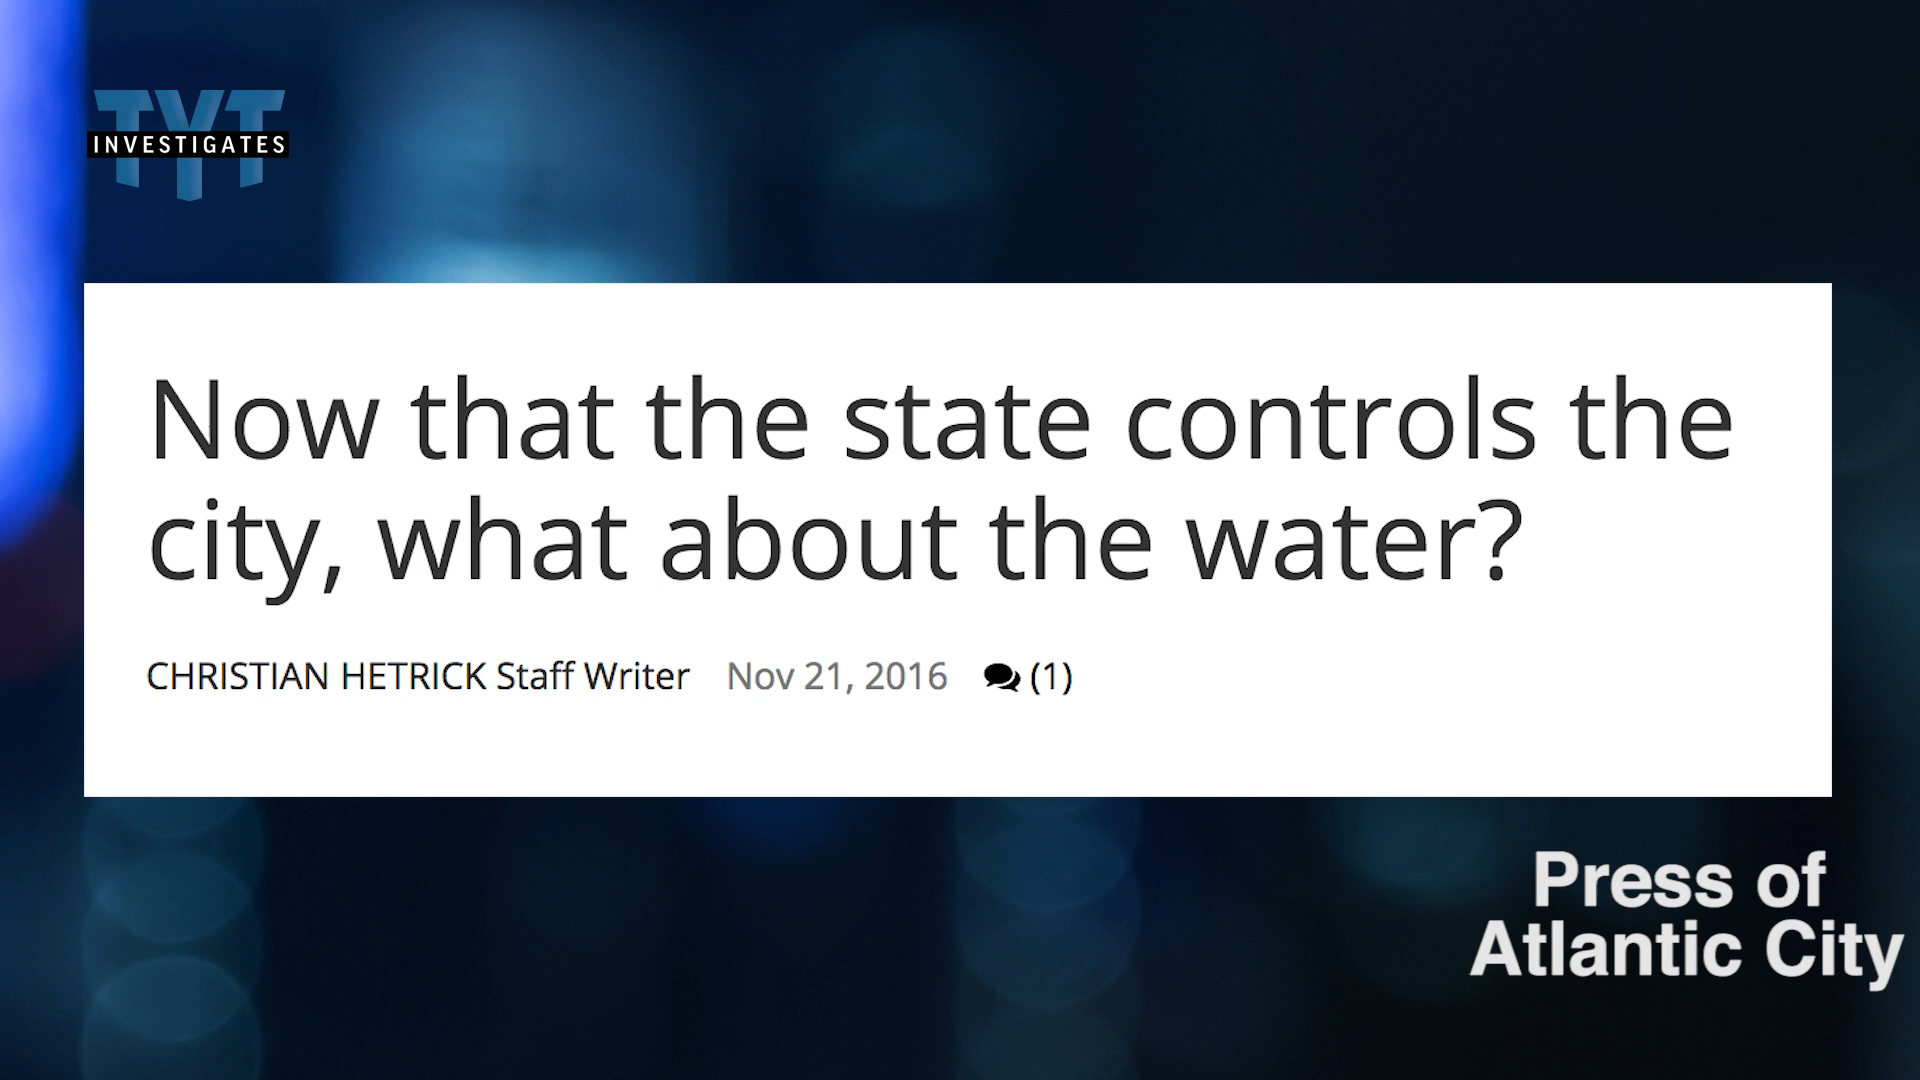 TYT
INVESTIGATES
Now that the state controls the
city, what about the water?
CHRISTIAN HETRICK Staff Writer Nov 21, 2016 (1)
Press of
Atlantic City